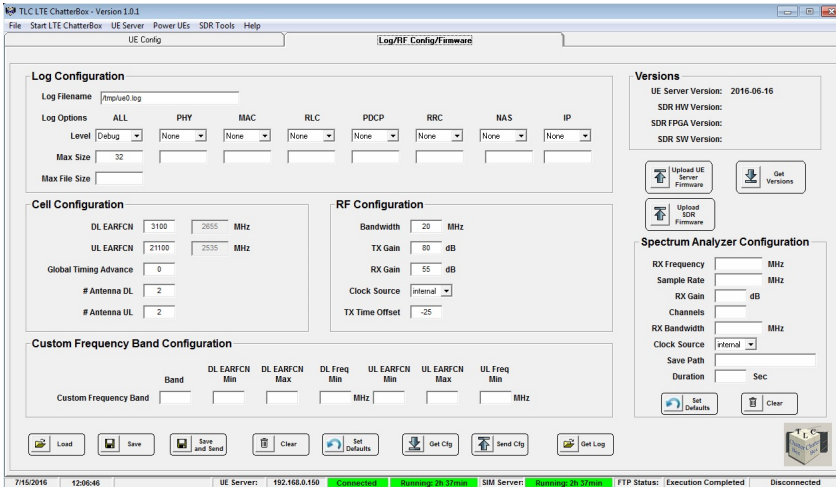 TLC LTE ChatterBox - Version 1.0.1
File Start LTE ChatterBox UE Server Power UEs SDR Tools Help
UE Config Log/RF Config/Firmware
Log Configuration
Log Filename /tmp/ue0.log
Log Options ALL PHY MAC RLC PDCP RRC NAS IP
Level Debug None None None None None None None
Max Size 32
Max File Size
Versions
UE Server Version: 2016-06-16
SDR HW Version:
SDR FPGA Version:
SDR SW Version:
Upload UE Server Firmware
Get Versions
Upload SDR Firmware
Cell Configuration
DL EARFCN 3100 2655 MHz
UL EARFCN 21100 2535 MHz
Global Timing Advance 0
# Antenna DL 2
# Antenna UL 2
RF Configuration
Bandwidth 20 MHz
TX Gain 80 dB
RX Gain 55 dB
Clock Source internal
TX Time Offset -25
Spectrum Analyzer Configuration
RX Frequency MHz
Sample Rate MHz
RX Gain dB
Channels
RX Bandwidth MHz
Clock Source internal
Save Path
Duration Sec
Set Defaults Clear
Custom Frequency Band Configuration
Band DL EARFCN Min DL EARFCN Max DL Freq Min UL EARFCN Min UL EARFCN Max UL Freq Min
Custom Frequency Band MHz MHz
Load Save Save and Send Clear Set Defaults Get Cfg Send Cfg Get Log
TLC
Chatter
Box
7/15/2016 12:06:46 UE Server: 192.168.0.150 Connected Running: 2h 37min SIM Server: Running: 2h 37min FTP Status: Execution Completed Disconnected